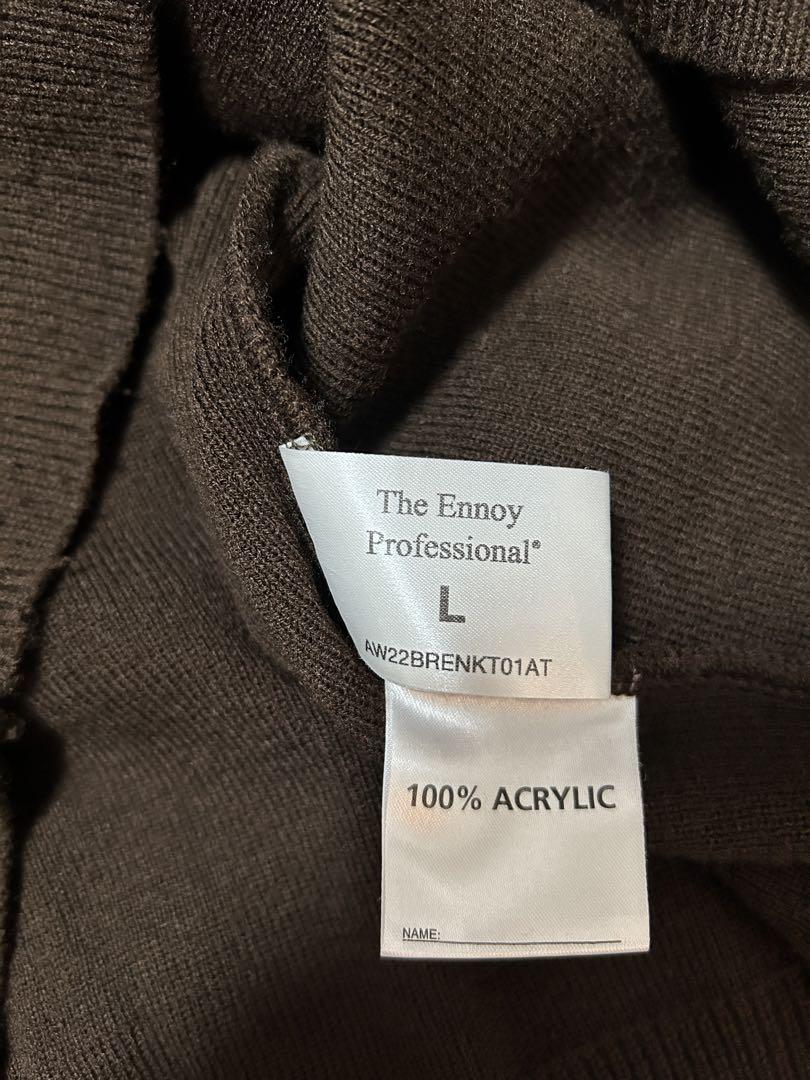 The Ennoy
Professional®
L
AW22BRENKT01AT
100% ACRYLIC
NAME: